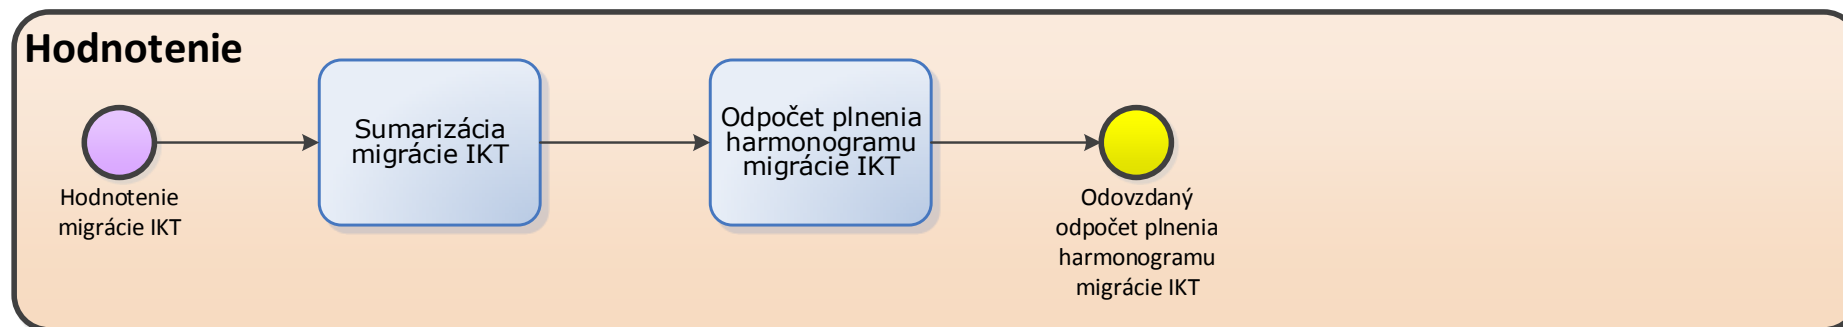 Hodnotenie
Hodnotenie
migrácie IKT
Sumarizácia
migrácie IKT
Odpočet plnenia
harmonogramu
migrácie IKT
Odovzdaný
odpočet plnenia
harmonogramu
migrácie IKT